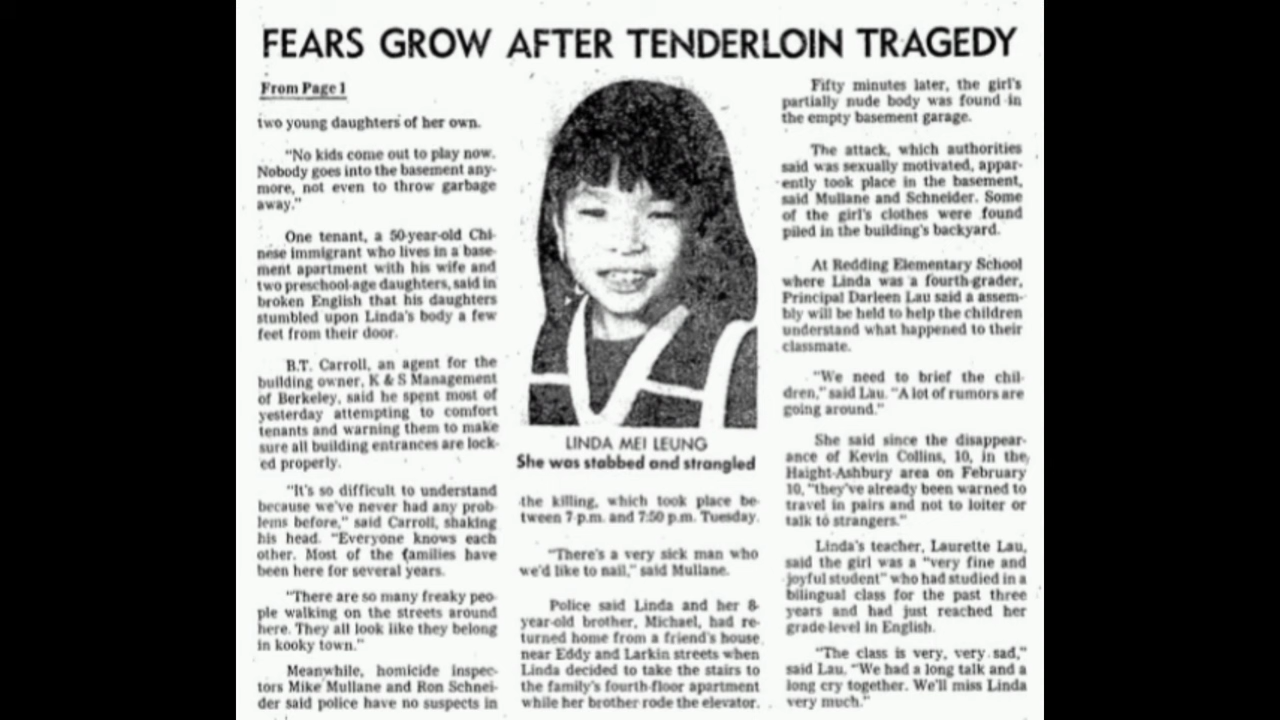 FEARS GROW AFTER TENDERLOIN TRAGEDY
From Page 1
two young daughters of her own.
"No kids come out to play now.
Nobody goes into the basement any-
more, not even to throw garbage
away."
One tenant, a 50-year-old Chi-
nese immigrant who lives in a base-
ment apartment with his wife and
two preschool-age daughters, said in
broken English that his daughters
stumbled upon Linda's body a few
feet from their door.
B.T. Carroll, an agent for the
building owner, K & S Management
of Berkeley, said he spent most of
yesterday attempting to comfort
tenants and warning them to make
sure all building entrances are lock-
ed properly.
"It's so difficult to understand
because we've never had any prob-
lems before," said Carroll, shaking
his head. "Everyone knows each
other. Most of the families have
been here for several years.
"There are so many freaky peo-
ple walking on the streets around
here. They all look like they belong
in kooky town."
Meanwhile, homicide inspec-
tors Mike Mullane and Ron Schnei-
der said police have no suspects in
LINDA MEI LEUNG
She was stabbed and strangled
the killing, which took place be-
tween 7 p.m. and 7:50 p.m. Tuesday.
"There's a very sick man who
we'd like to nail," said Mullane.
Police said Linda and her 8-
year-old brother, Michael, had re-
turned home from a friend's house
near Eddy and Larkin streets when
Linda decided to take the stairs to
the family's fourth-floor apartment
while her brother rode the elevator.
Fifty minutes later, the girl's
partially nude body was found in
the empty basement garage.
The attack, which authorities
said was sexually motivated, appar-
ently took place in the basement,
said Mullane and Schneider. Some
of the girl's clothes were found
piled in the building's backyard.
At Redding Elementary School
where Linda was a fourth-grader,
Principal Darleen Lau said a assem-
bly will be held to help the children
understand what happened to their
classmate.
"We need to brief the chil-
dren," said Lau. "A lot of rumors are
going around."
She said since the disappear-
ance of Kevin Collins, 10, in the
Haight-Ashbury area on February
10, "they've already been warned to
travel in pairs and not to loiter or
talk to strangers."
Linda's teacher, Laurette Lau,
said the girl was a "very fine and
joyful student" who had studied in a
bilingual class for the past three
years and had just reached her
grade-level in English.
"The class is very, very sad,"
said Lau. "We had a long talk and a
long cry together. We'll miss Linda
very much."